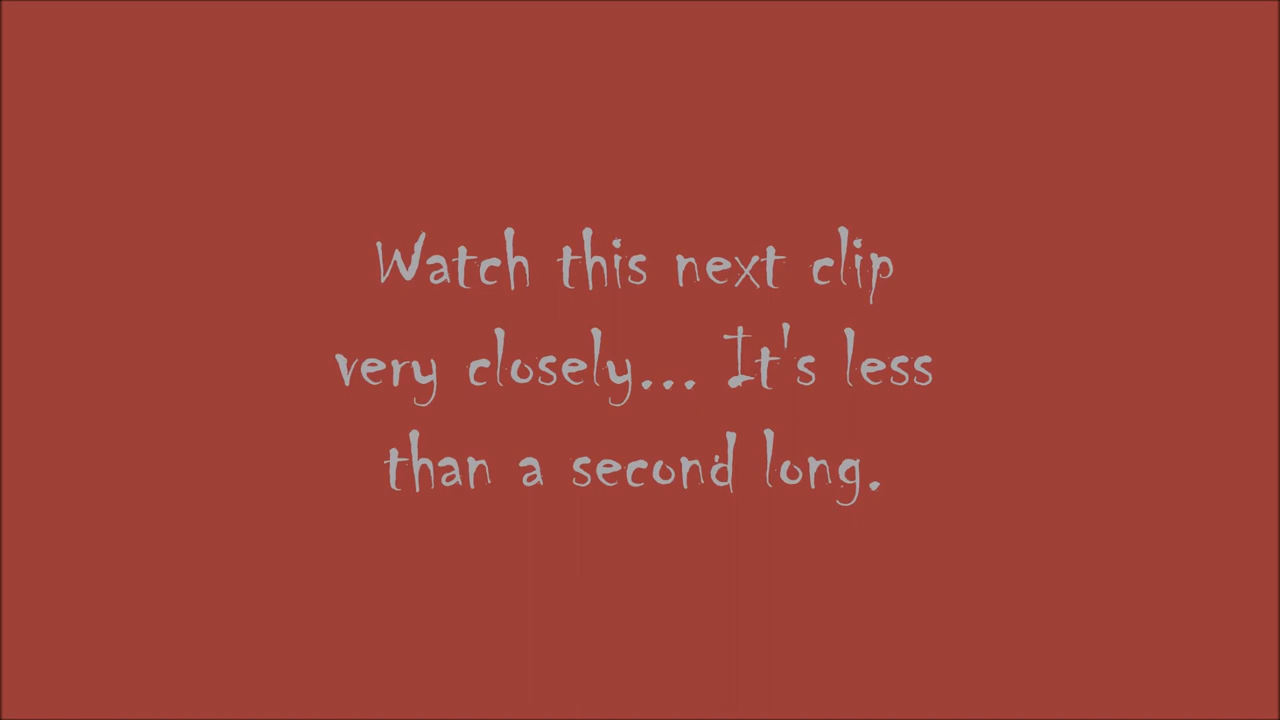 Watch this next clip
very closely... It's less
than a second long.